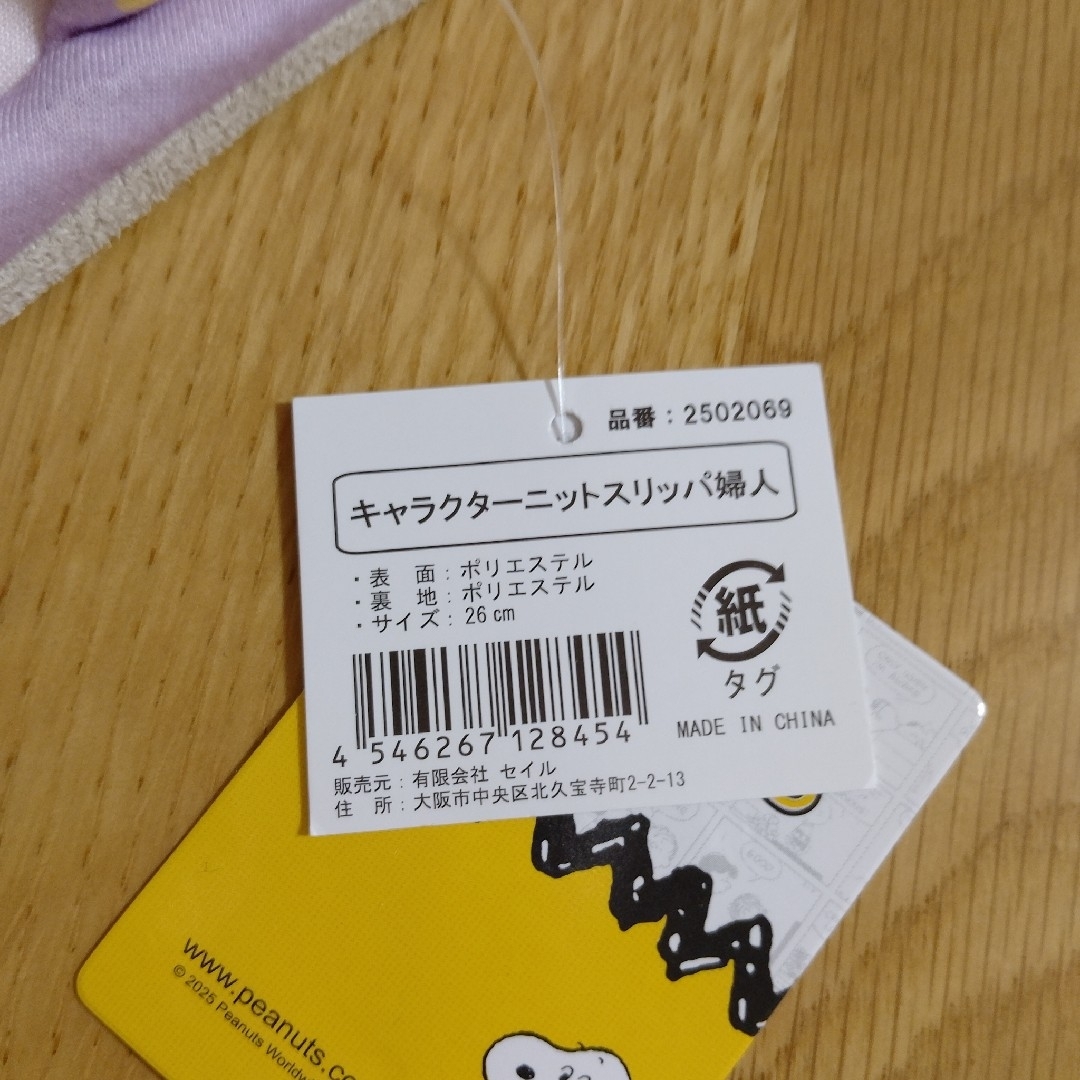 品番：2502069
キャラクターニットスリッパ婦人
・表　面：ポリエステル
・裏　地：ポリエステル
・サイズ：26㎝
紙
タグ
MADE IN CHINA
4 546267 128454
販売元：有限会社 セイル
住　所：大阪市中央区北久宝寺町2-2-13
www.peanuts.co
© 2025 Peanuts Worldw